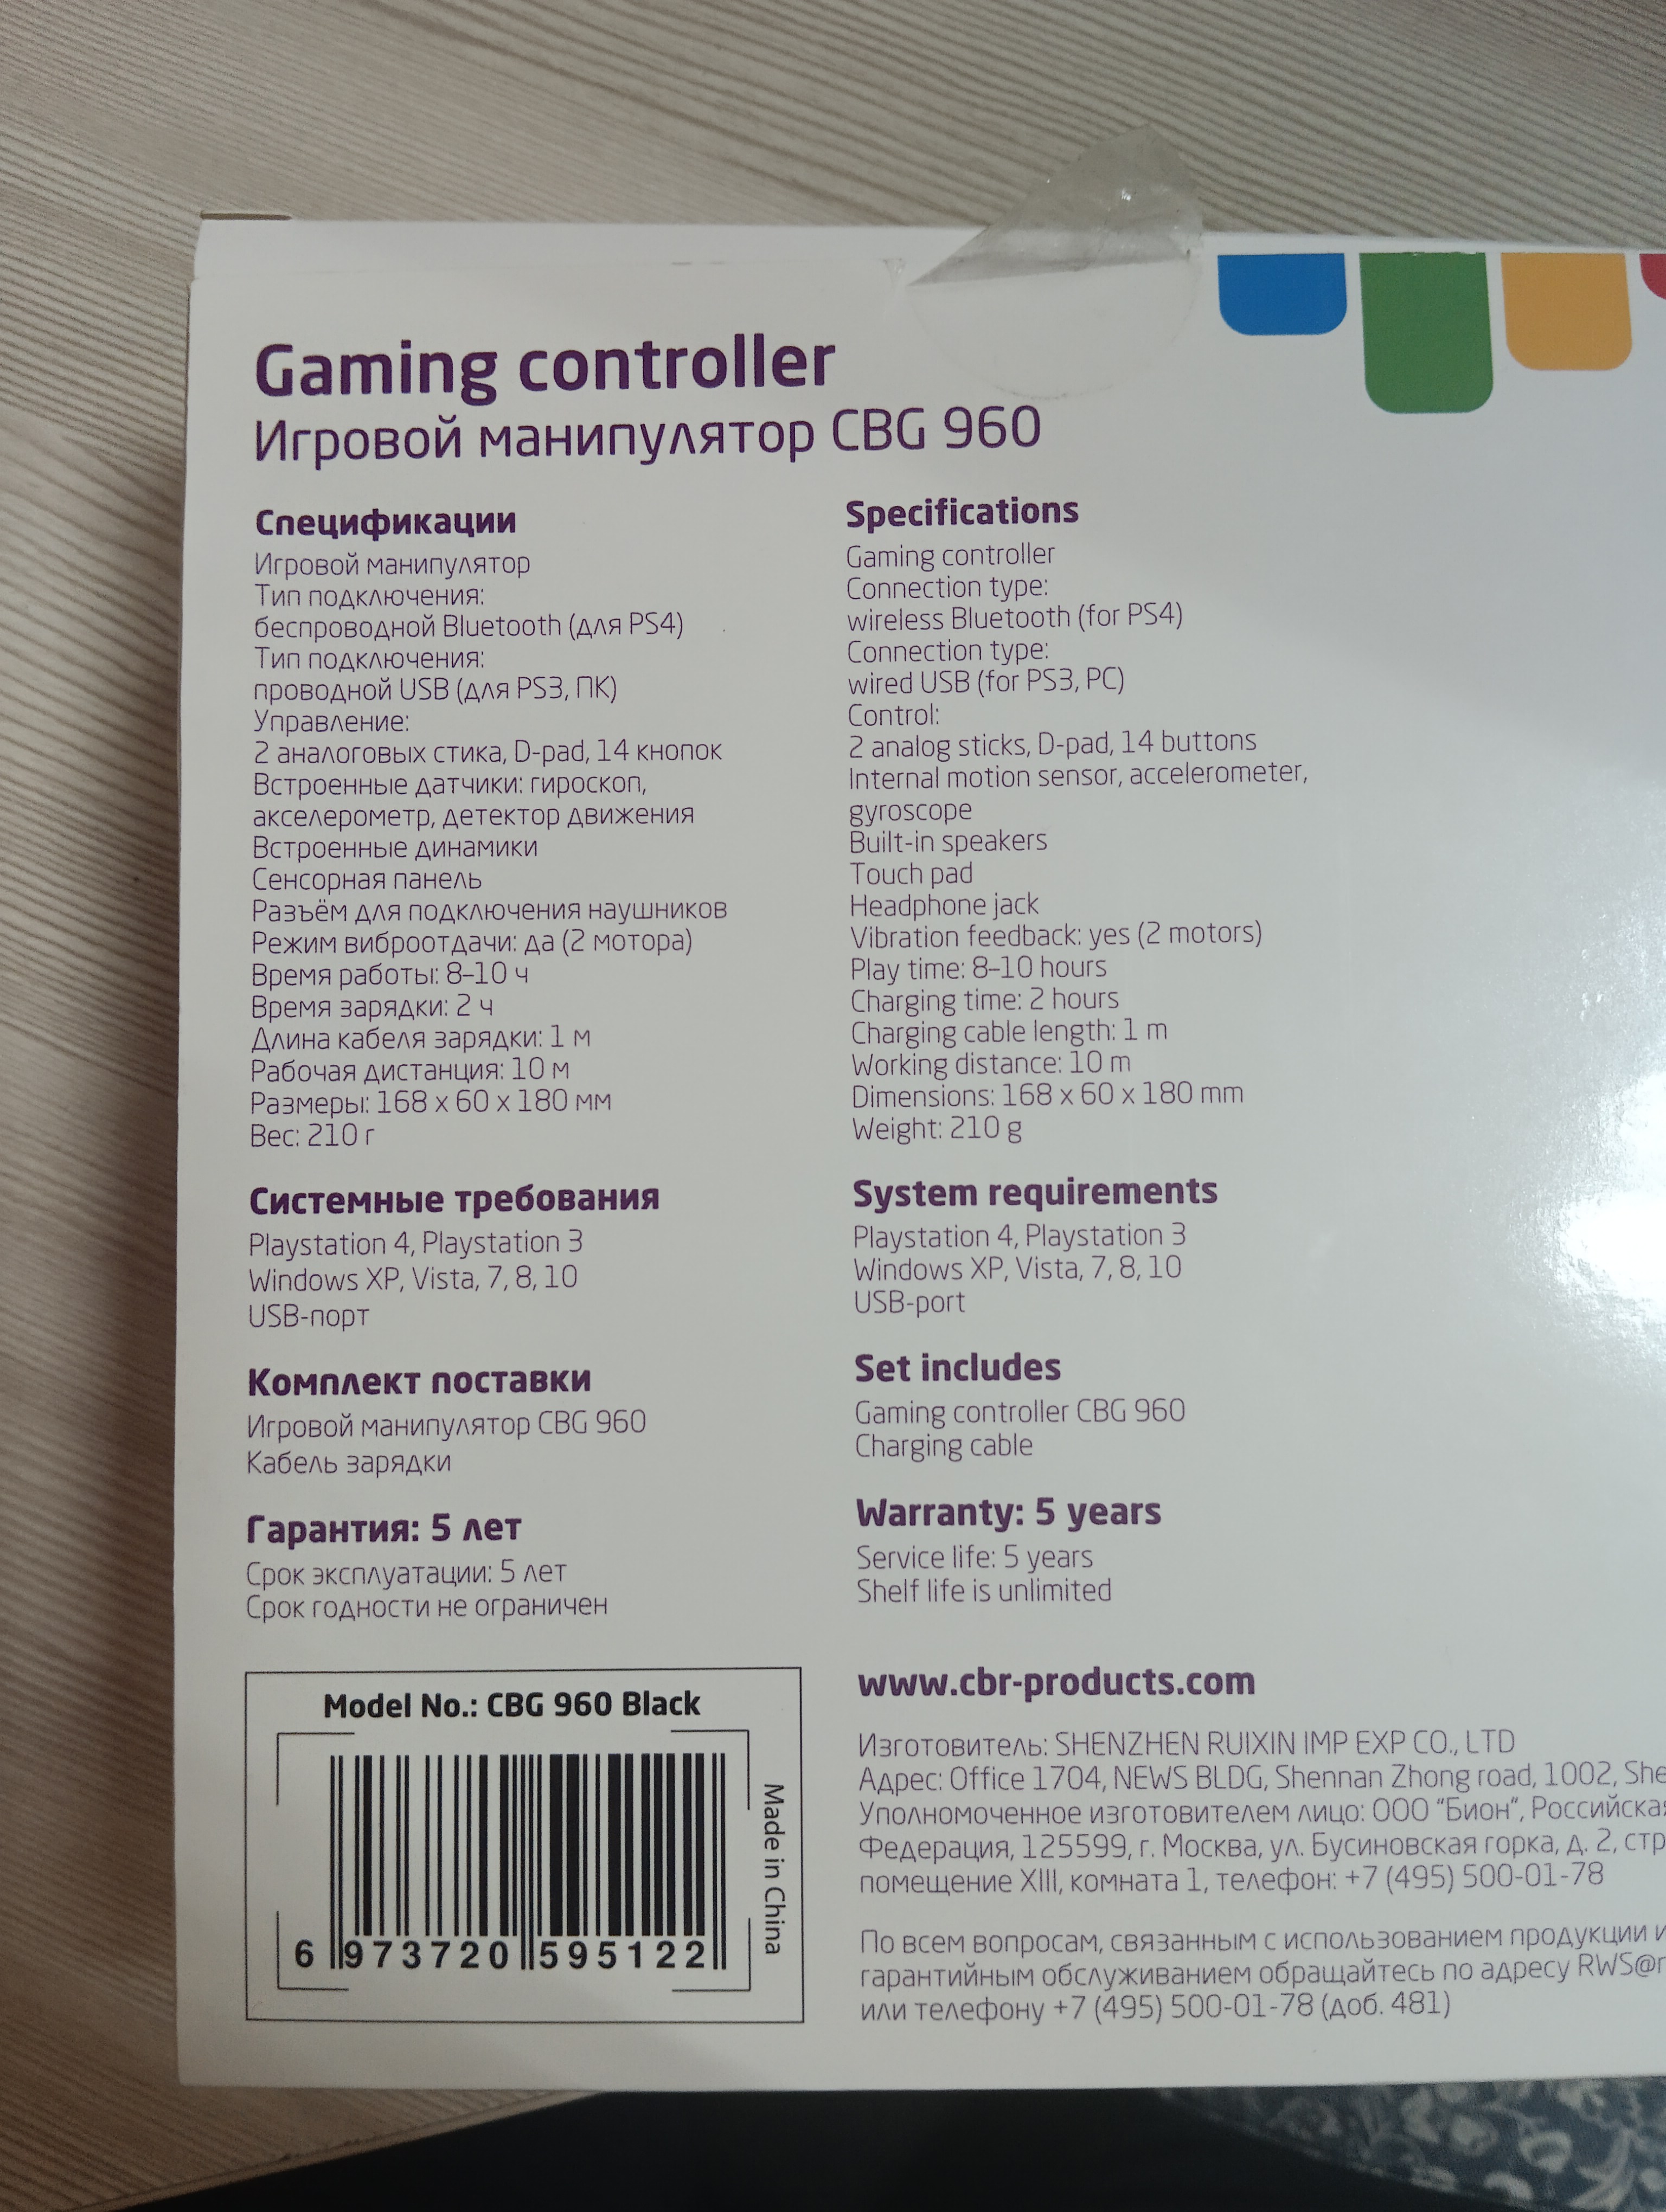 Gaming controller
Игровой манипулятор CBG 960
Спецификации
Игровой манипулятор
Тип подключения:
беспроводной Bluetooth (для PS4)
Тип подключения:
проводной USB (для PS3, ПК)
Управление:
2 аналоговых стика, D-pad, 14 кнопок
Встроенные датчики: гироскоп,
акселерометр, детектор движения
Встроенные динамики
Сенсорная панель
Разъём для подключения наушников
Режим виброотдачи: да (2 мотора)
Время работы: 8–10 ч
Время зарядки: 2 ч
Длина кабеля зарядки: 1 м
Рабочая дистанция: 10 м
Размеры: 168 x 60 x 180 мм
Вес: 210 г
Системные требования
Playstation 4, Playstation 3
Windows XP, Vista, 7, 8, 10
USB-порт
Комплект поставки
Игровой манипулятор CBG 960
Кабель зарядки
Гарантия: 5 лет
Срок эксплуатации: 5 лет
Срок годности не ограничен
Model No.: CBG 960 Black
Made in China
6 973720 595122
Specifications
Gaming controller
Connection type:
wireless Bluetooth (for PS4)
Connection type:
wired USB (for PS3, PC)
Control:
2 analog sticks, D-pad, 14 buttons
Internal motion sensor, accelerometer,
gyroscope
Built-in speakers
Touch pad
Headphone jack
Vibration feedback: yes (2 motors)
Play time: 8–10 hours
Charging time: 2 hours
Charging cable length: 1 m
Working distance: 10 m
Dimensions: 168 x 60 x 180 mm
Weight: 210 g
System requirements
Playstation 4, Playstation 3
Windows XP, Vista, 7, 8, 10
USB-port
Set includes
Gaming controller CBG 960
Charging cable
Warranty: 5 years
Service life: 5 years
Shelf life is unlimited
www.cbr-products.com
Изготовитель: SHENZHEN RUIXIN IMP EXP CO., LTD
Адрес: Office 1704, NEWS BLDG, Shennan Zhong road, 1002,
Уполномоченное изготовителем лицо: ООО "Бион",
Федерация, 125599, г. Москва, ул. Бусиновская горка, д. 2,
помещение XIII, комната 1, телефон: +7 (495) 500-01-78
По всем вопросам, связанным с использованием продукции
гарантийным обслуживанием обращайтесь по адресу
или телефону +7 (495) 500-01-78 (доб. 481)